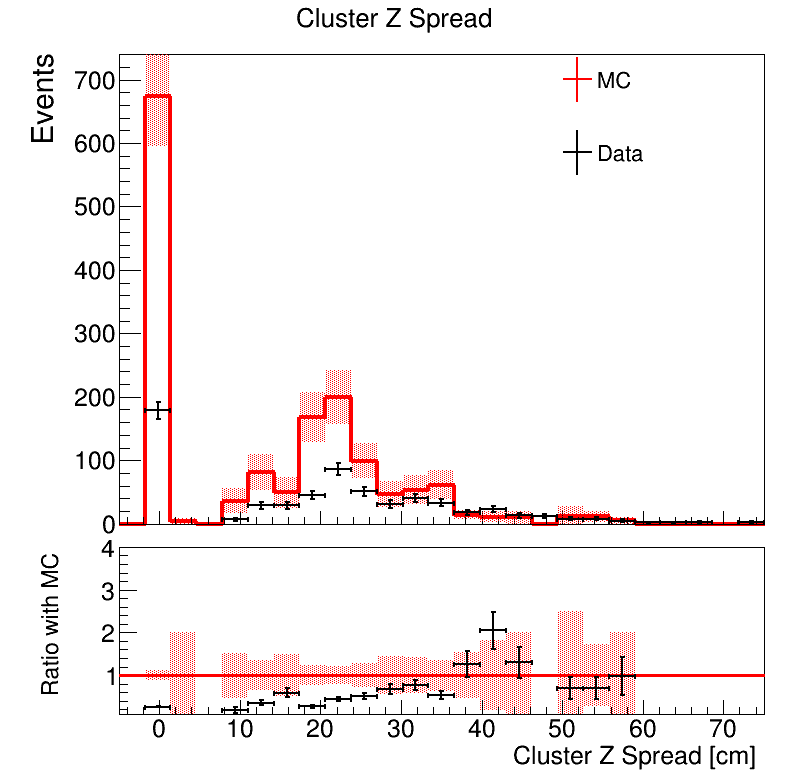 Cluster Z Spread
Events
700
600
500
400
300
200
100
0
MC
Data
Ratio with MC
4
3
2
1
0 10 20 30 40 50 60 70
Cluster Z Spread [cm]